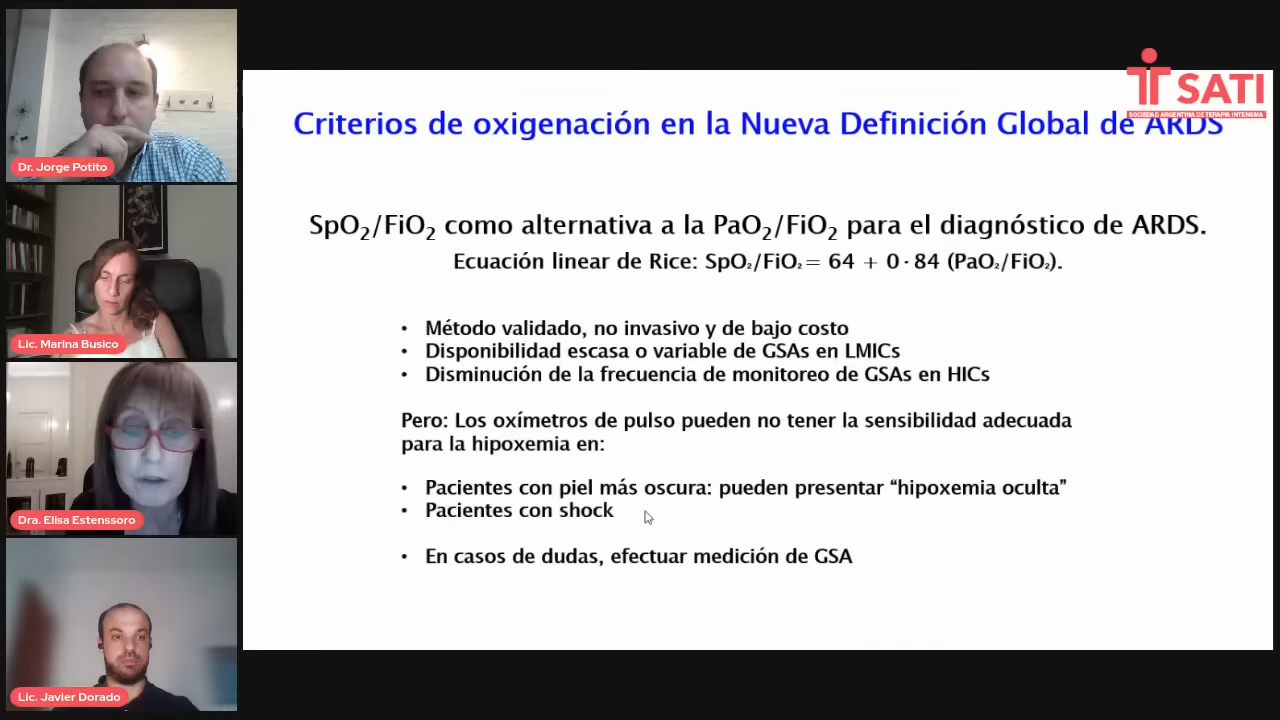 Dr. Jorge Potito
Lic. Marina Busico
Dra. Elisa Estenssoro
Lic. Javier Dorado
SATI
SOCIEDAD ARGENTINA DE TERAPIA INTENSIVA
Criterios de oxigenación en la Nueva Definición Global de ARDS
SpO₂/FiO₂ como alternativa a la PaO₂/FiO₂ para el diagnóstico de ARDS.
Ecuación linear de Rice: SpO₂/FiO₂= 64 + 0·84 (PaO₂/FiO₂).
• Método validado, no invasivo y de bajo costo
• Disponibilidad escasa o variable de GSAs en LMICs
• Disminución de la frecuencia de monitoreo de GSAs en HICs
Pero: Los oxímetros de pulso pueden no tener la sensibilidad adecuada
para la hipoxemia en:
• Pacientes con piel más oscura: pueden presentar “hipoxemia oculta”
• Pacientes con shock
• En casos de dudas, efectuar medición de GSA